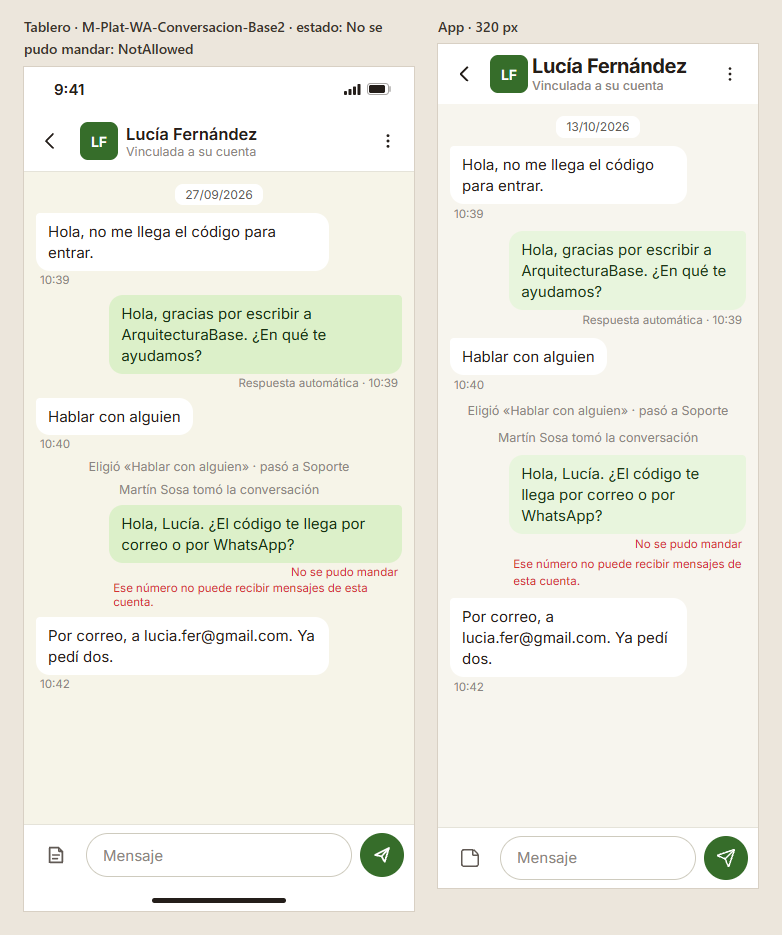 Tablero · M-Plat-WA-Conversacion-Base2 · estado: No se
pudo mandar: NotAllowed
9:41
LF
Lucía Fernández
Vinculada a su cuenta
27/09/2026
Hola, no me llega el código para
entrar.
10:39
Hola, gracias por escribir a
ArquitecturaBase. ¿En qué te
ayudamos?
Respuesta automática · 10:39
Hablar con alguien
10:40
Eligió «Hablar con alguien» · pasó a Soporte
Martín Sosa tomó la conversación
Hola, Lucía. ¿El código te llega por
correo o por WhatsApp?
No se pudo mandar
Ese número no puede recibir mensajes de esta
cuenta.
Por correo, a lucia.fer@gmail.com. Ya
pedí dos.
10:42
Mensaje
App · 320 px
LF
Lucía Fernández
Vinculada a su cuenta
13/10/2026
Hola, no me llega el código
para entrar.
10:39
Hola, gracias por escribir a
ArquitecturaBase. ¿En qué te
ayudamos?
Respuesta automática · 10:39
Hablar con alguien
10:40
Eligió «Hablar con alguien» · pasó a Soporte
Martín Sosa tomó la conversación
Hola, Lucía. ¿El código te
llega por correo o por
WhatsApp?
No se pudo mandar
Ese número no puede recibir mensajes de
esta cuenta.
Por correo, a
lucia.fer@gmail.com. Ya pedí
dos.
10:42
Mensaje